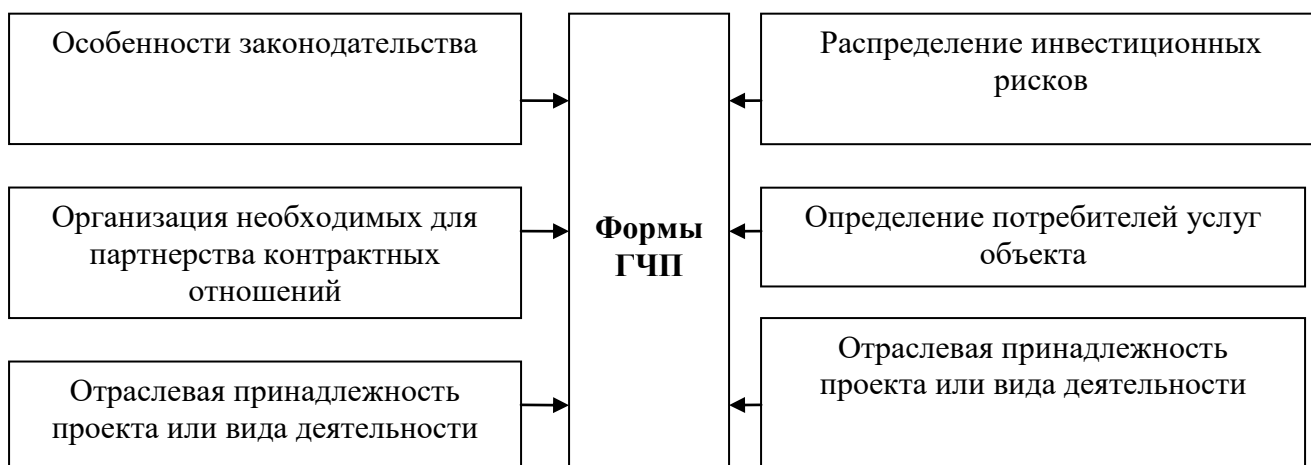 Особенности законодательства
Организация необходимых для
партнерства контрактных
отношений
Отраслевая принадлежность
проекта или вида деятельности
Формы
ГЧП
Распределение инвестиционных
рисков
Определение потребителей услуг
объекта
Отраслевая принадлежность
проекта или вида деятельности